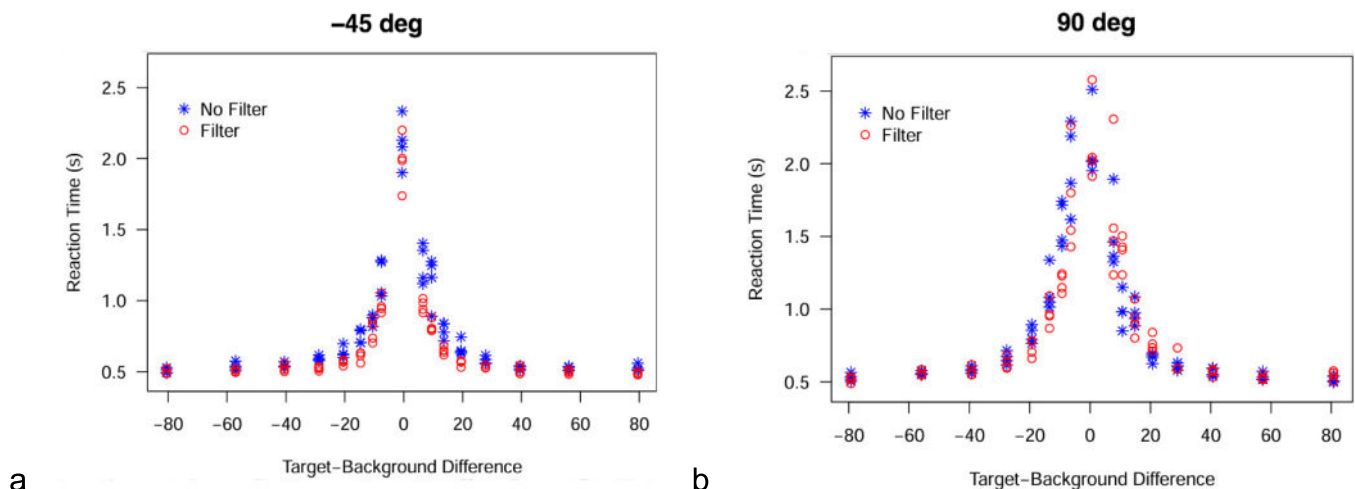 −45 deg
2.5
2.0
1.5
1.0
0.5
Reaction Time (s)
No Filter
Filter
−80 −60 −40 −20 0 20 40 60 80
Target−Background Difference
a
90 deg
2.5
2.0
1.5
1.0
0.5
Reaction Time (s)
No Filter
Filter
−80 −60 −40 −20 0 20 40 60 80
Target−Background Difference
b